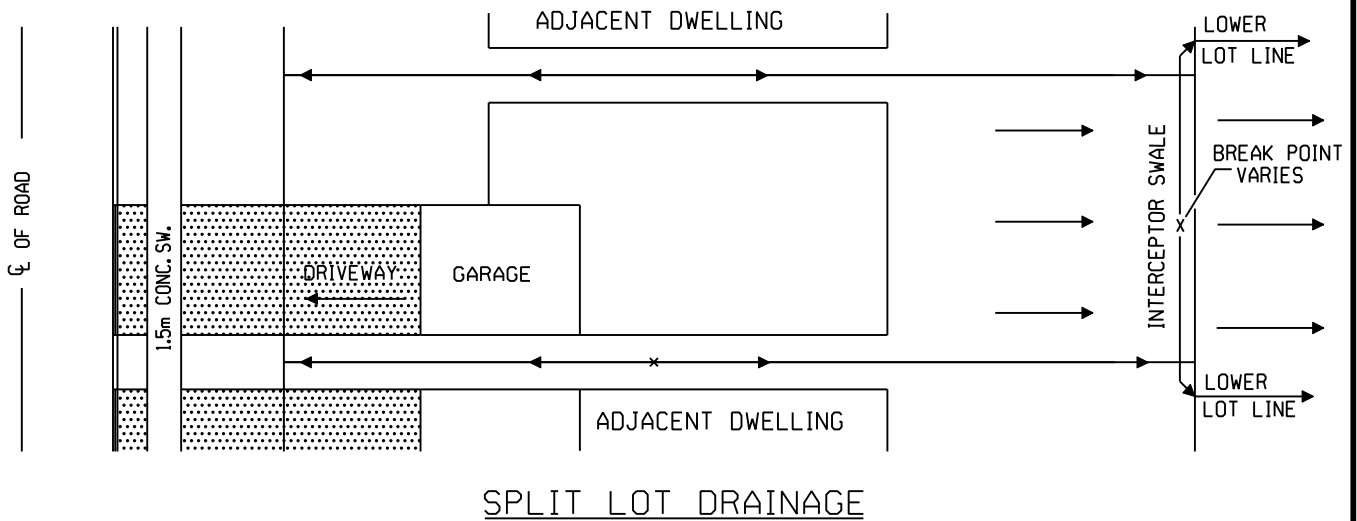 ADJACENT DWELLING
LOWER
LOT LINE
℄ OF ROAD
1.5m CONC. SW.
DRIVEWAY
GARAGE
INTERCEPTOR SWALE
BREAK POINT
VARIES
X
x
LOWER
LOT LINE
ADJACENT DWELLING
SPLIT LOT DRAINAGE